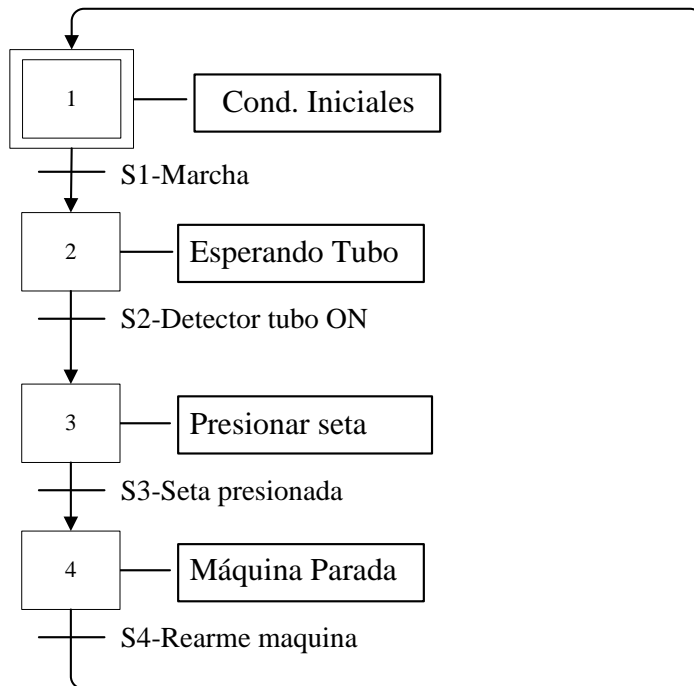 1
Cond. Iniciales
S1-Marcha
2
Esperando Tubo
S2-Detector tubo ON
3
Presionar seta
S3-Seta presionada
4
Máquina Parada
S4-Rearme maquina